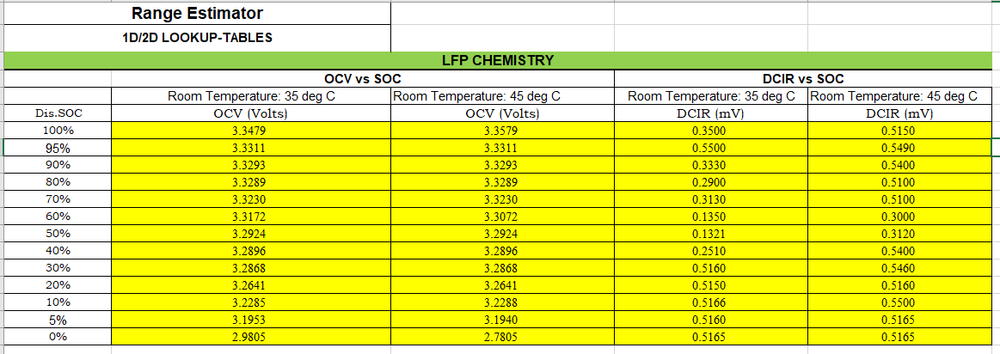 Range Estimator
1D/2D LOOKUP-TABLES
LFP CHEMISTRY
OCV vs SOC DCIR vs SOC
Room Temperature: 35 deg C Room Temperature: 45 deg C Room Temperature: 35 deg C Room Temperature: 45 deg C
Dis.SOC OCV (Volts) OCV (Volts) DCIR (mV) DCIR (mV)
100% 3.3479 3.3579 0.3500 0.5150
95% 3.3311 3.3311 0.5500 0.5490
90% 3.3293 3.3293 0.3330 0.5400
80% 3.3289 3.3289 0.2900 0.5100
70% 3.3230 3.3230 0.3130 0.5100
60% 3.3172 3.3072 0.1350 0.3000
50% 3.2924 3.2924 0.1321 0.3120
40% 3.2896 3.2896 0.2510 0.5400
30% 3.2868 3.2868 0.5160 0.5460
20% 3.2641 3.2641 0.5150 0.5160
10% 3.2285 3.2288 0.5166 0.5500
5% 3.1953 3.1940 0.5160 0.5165
0% 2.9805 2.7805 0.5165 0.5165